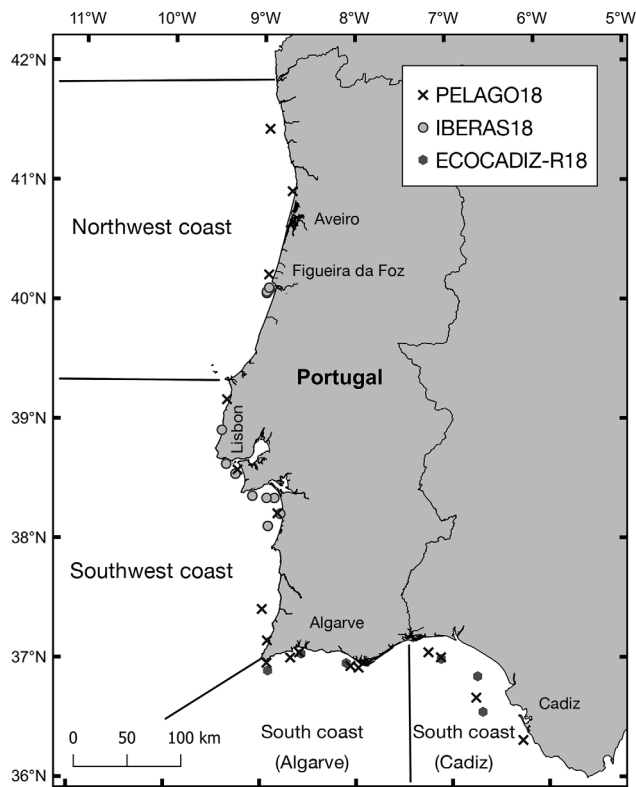 11°W 10°W 9°W 8°W 7°W 6°W 5°W
42°N
PELAGO18
IBERAS18
ECOCADIZ-R18
41°N
Northwest coast
Aveiro
Figueira da Foz
40°N
Portugal
39°N
Lisbon
38°N
Southwest coast
Algarve
37°N
Cadiz
South coast
(Algarve)
South coast
(Cadiz)
0 50 100 km
36°N